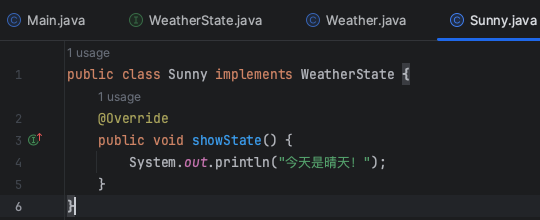 Main.java WeatherState.java Weather.java Sunny.java
1 usage
1 public class Sunny implements WeatherState {
1 usage
2 @Override
3 public void showState() {
4 System.out.println("今天是晴天！");
5 }
6 }